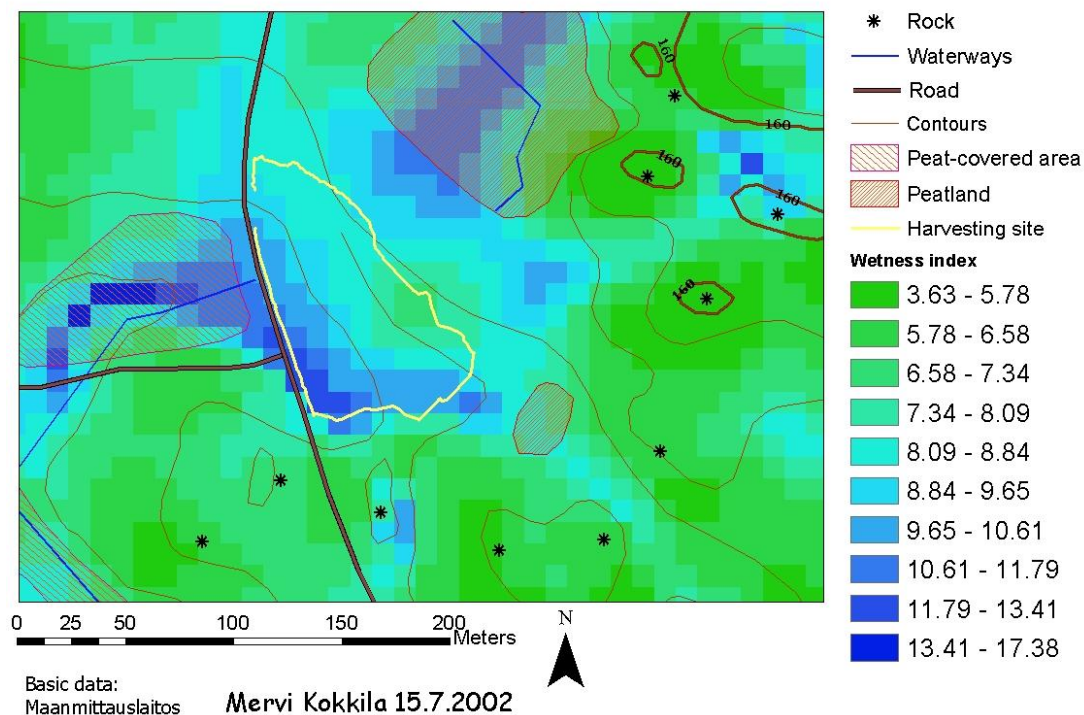 160
160
160
160
160
Rock
Waterways
Road
Contours
Peat-covered area
Peatland
Harvesting site
Wetness index
3.63 - 5.78
5.78 - 6.58
6.58 - 7.34
7.34 - 8.09
8.09 - 8.84
8.84 - 9.65
9.65 - 10.61
10.61 - 11.79
11.79 - 13.41
13.41 - 17.38
0 25 50 100 150 200
Meters
N
Basic data:
Maanmittauslaitos
Mervi Kokkila 15.7.2002